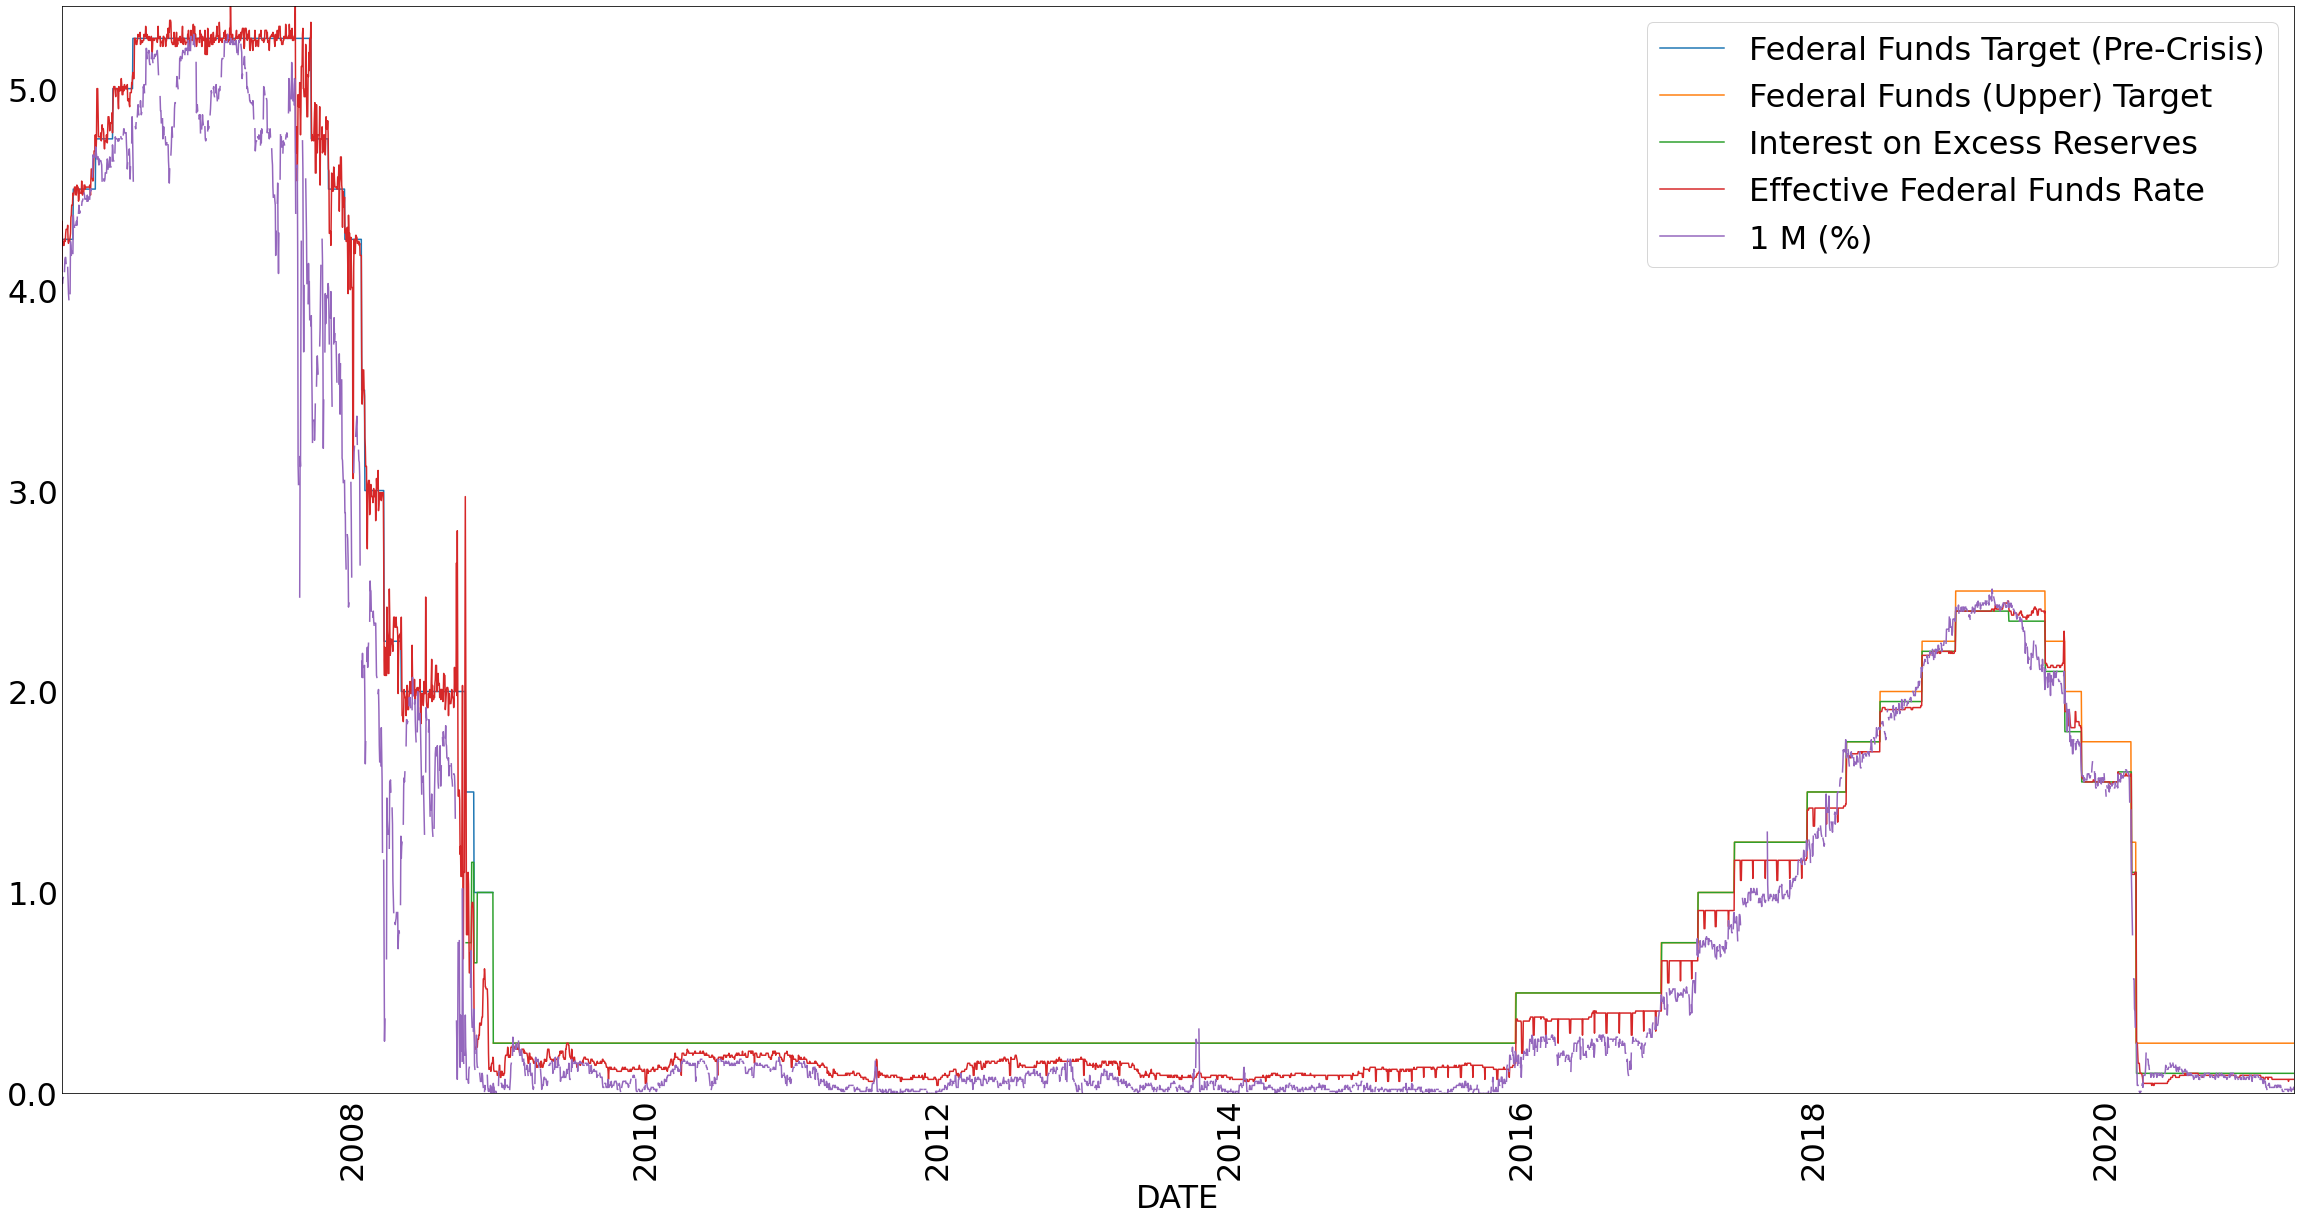 Federal Funds Target (Pre-Crisis)
Federal Funds (Upper) Target
Interest on Excess Reserves
Effective Federal Funds Rate
1 M (%)
5.0
4.0
3.0
2.0
1.0
0.0
2008
2010
2012
2014
2016
2018
2020
DATE